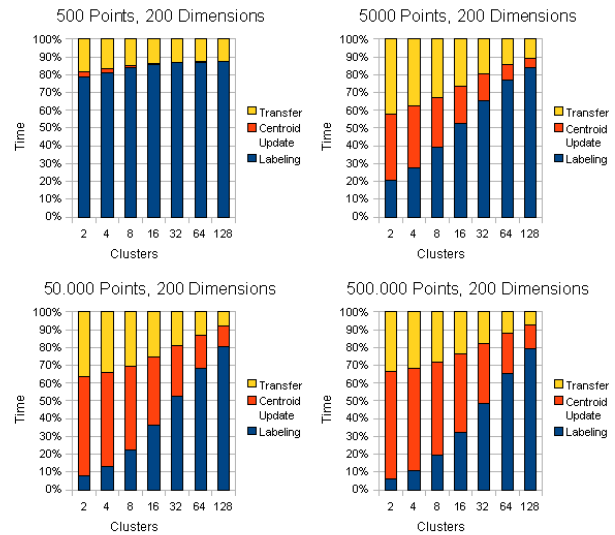 500 Points, 200 Dimensions
100%
90%
80%
70%
60%
50%
40%
30%
20%
10%
0%
Time
2 4 8 16 32 64 128
Clusters
Transfer
Centroid
Update
Labeling
5000 Points, 200 Dimensions
100%
90%
80%
70%
60%
50%
40%
30%
20%
10%
0%
Time
2 4 8 16 32 64 128
Clusters
Transfer
Centroid
Update
Labeling
50.000 Points, 200 Dimensions
100%
90%
80%
70%
60%
50%
40%
30%
20%
10%
0%
Time
2 4 8 16 32 64 128
Clusters
Transfer
Centroid
Update
Labeling
500.000 Points, 200 Dimensions
100%
90%
80%
70%
60%
50%
40%
30%
20%
10%
0%
Time
2 4 8 16 32 64 128
Clusters
Transfer
Centroid
Update
Labeling